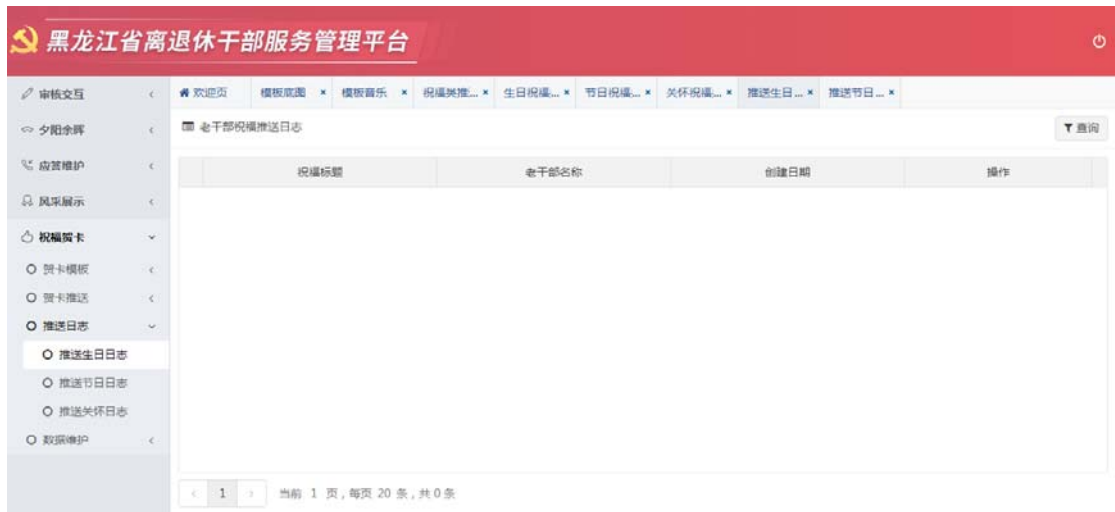 黑龙江省离退休干部服务管理平台
审核交互
欢迎页 模板底图 × 模板音乐 × 祝福类推... × 生日祝福... × 节日祝福... × 关怀祝福... × 推送生日... × 推送节日... ×
夕阳余晖
老干部祝福推送日志 查询
应答维护
祝福标题 老干部名称 创建日期 操作
风采展示
祝福贺卡
贺卡模板
贺卡推送
推送日志
推送生日日志
推送节日日志
推送关怀日志
数据维护
1 当前 1 页,每页 20 条,共 0 条